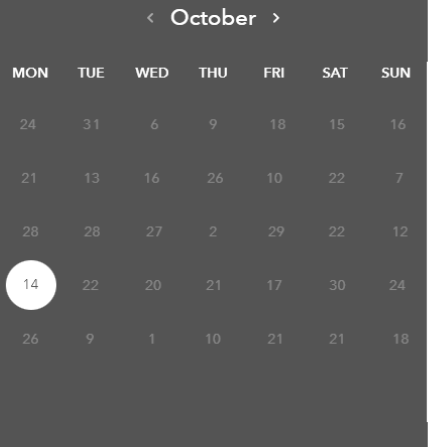 ‹ October ›
MON TUE WED THU FRI SAT SUN
24 31 6 9 18 15 16
21 13 16 26 10 22 7
28 28 27 2 29 22 12
14 22 20 21 17 30 24
26 9 1 10 21 21 18